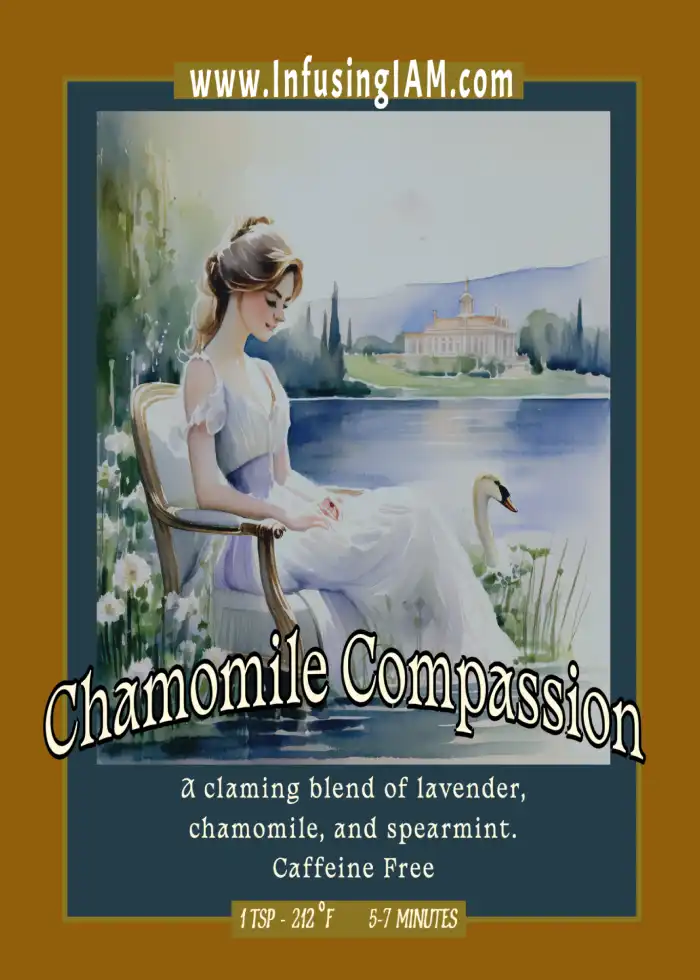 www.InfusingIAM.com
Chamomile Compassion
A claming blend of lavender,
chamomile, and spearmint.
Caffeine Free
1 TSP - 212°F 5-7 MINUTES